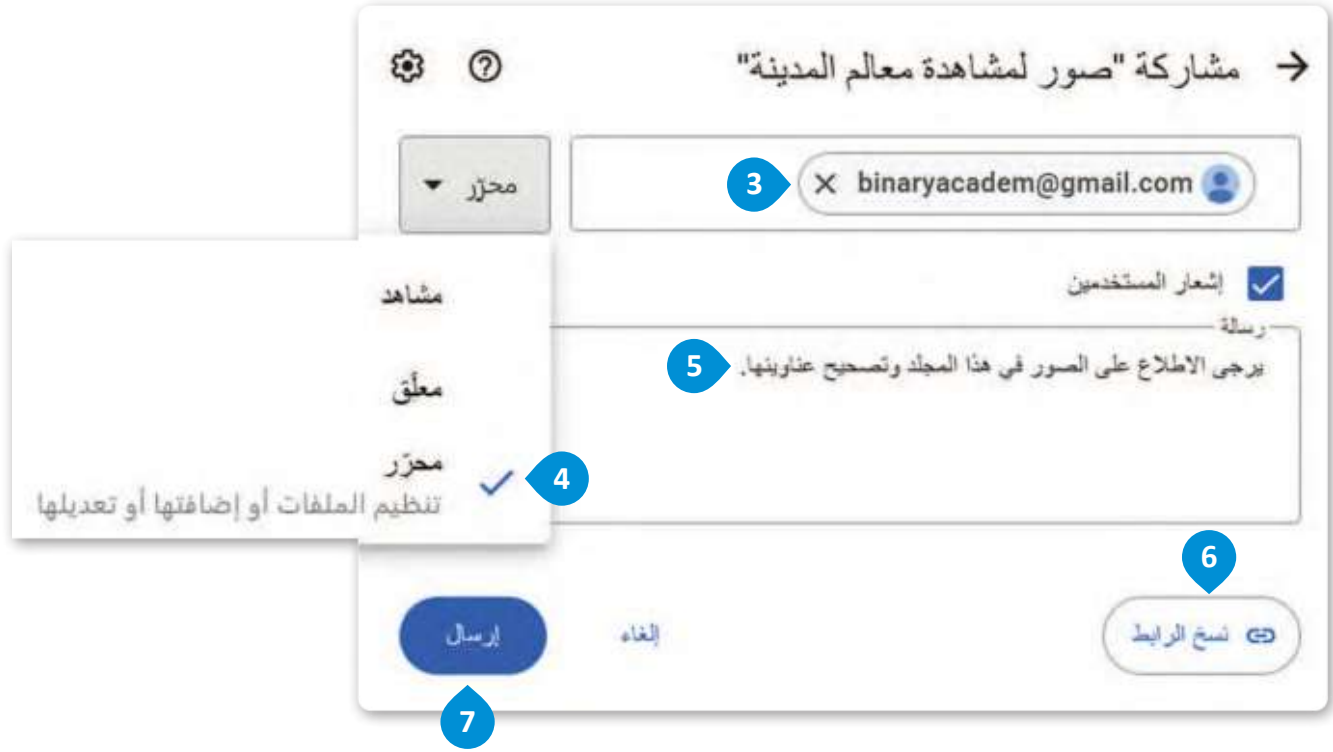 مشاركة "صور لمشاهدة معالم المدينة"
3
binaryacadem@gmail.com
محرّر
إشعار المستخدمين
رسالة
يرجى الاطلاع على الصور في هذا المجلد وتصحيح عناوينها.
5
مشاهد
معلّق
محرّر
4
تنظيم الملفات أو إضافتها أو تعديلها
6
نسخ الرابط
إلغاء
إرسال
7